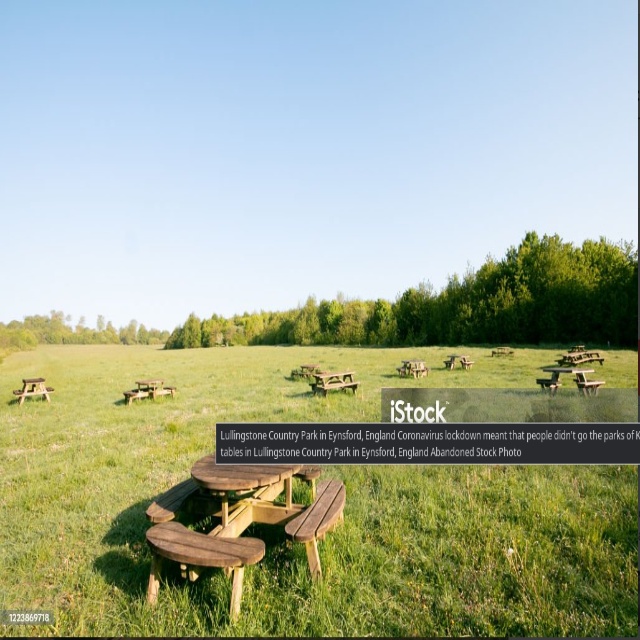 iStock
Lullingstone Country Park in Eynsford, England Coronavirus lockdown meant that people didn't go the parks of K
tables in Lullingstone Country Park in Eynsford, England Abandoned Stock Photo
1223869718